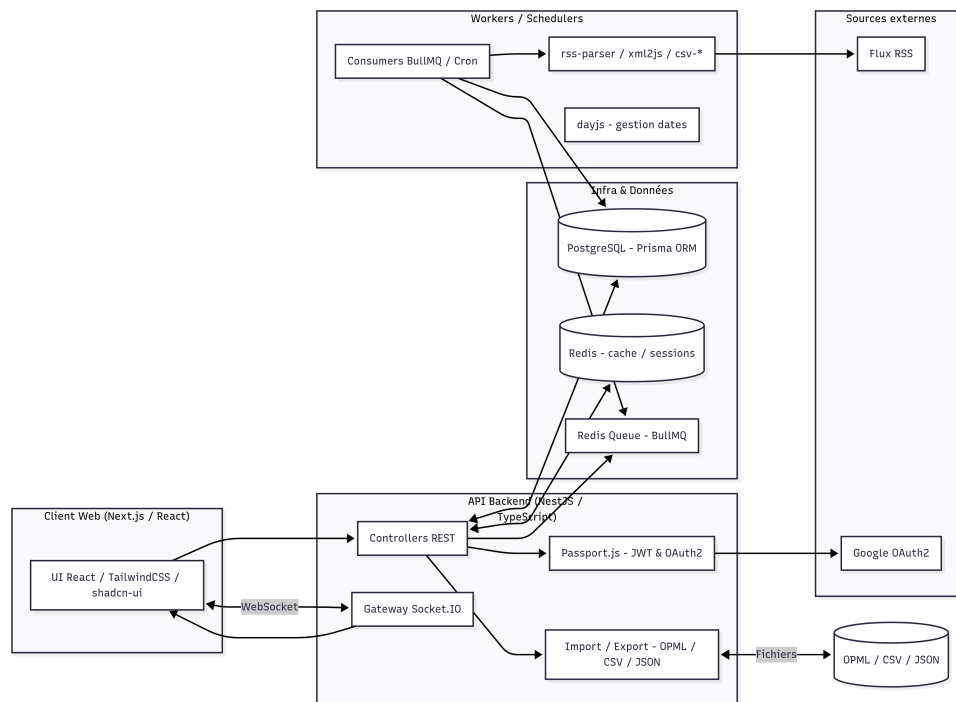 Workers / Schedulers
Sources externes
Consumers BullMQ / Cron
rss-parser / xml2js / csv-*
Flux RSS
dayjs - gestion dates
Infra & Données
PostgreSQL - Prisma ORM
Redis - cache / sessions
Redis Queue - BullMQ
API Backend (NestJS /
TypeScript)
Client Web (Next.js / React)
Controllers REST
Passport.js - JWT & OAuth2
Google OAuth2
UI React / TailwindCSS /
shadcn-ui
WebSocket
Gateway Socket.IO
Import / Export - OPML /
CSV / JSON
Fichiers
OPML / CSV / JSON